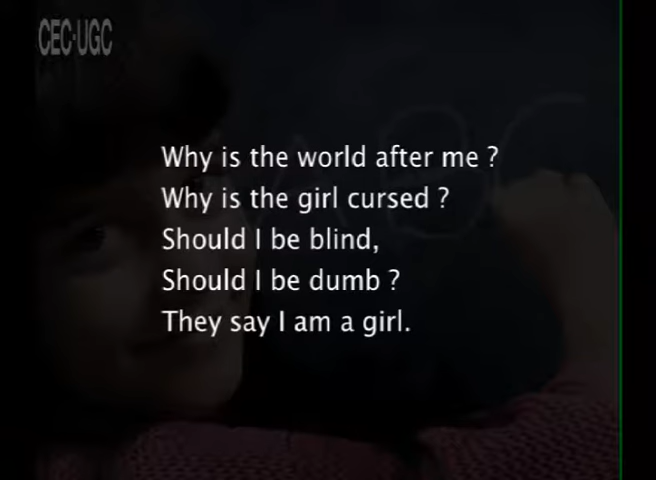 CEC-UGC
Why is the world after me ?
Why is the girl cursed ?
Should I be blind,
Should I be dumb ?
They say I am a girl.
ABC